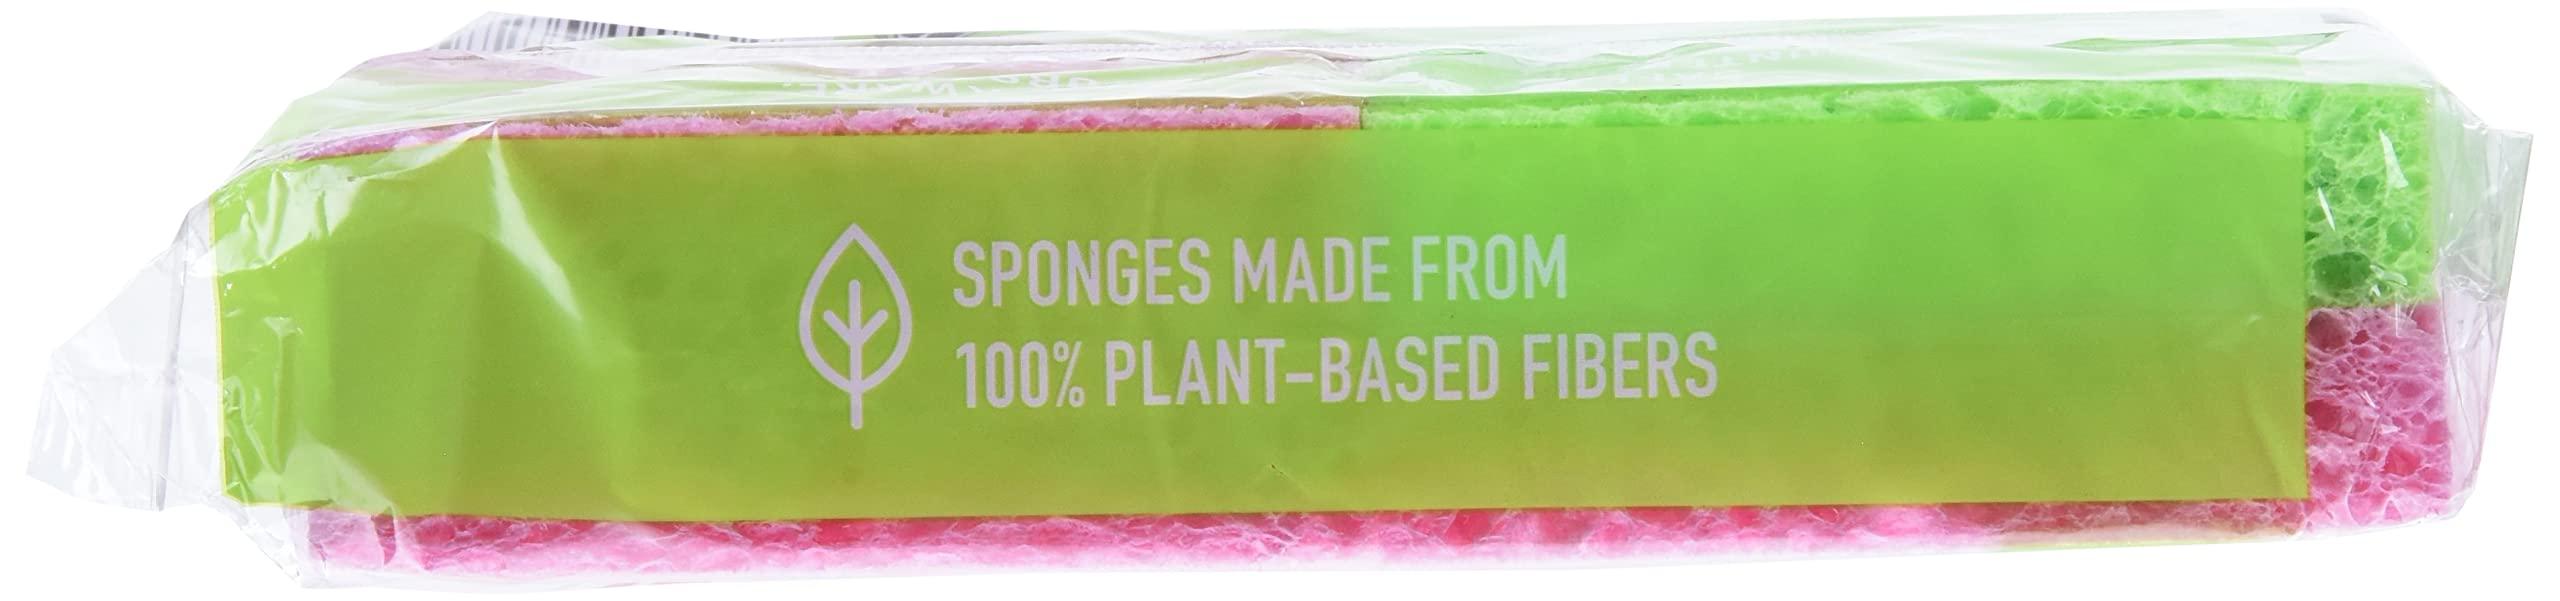 SPONGES MADE FROM
100% PLANT-BASED FIBERS